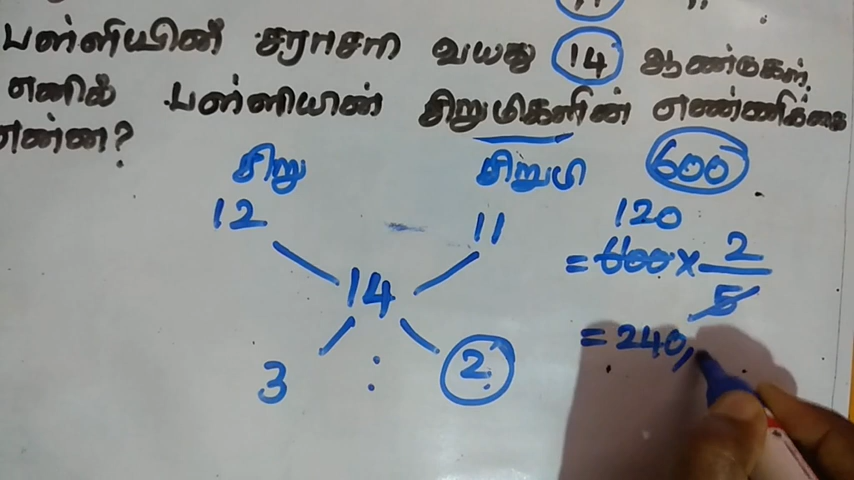 11 "
பள்ளியின் சராசரி வயது 14 ஆண்டுகள்
எனில் பள்ளியின் சிறுமிகளின் எண்ணிக்கை
என்ன?
சிறு சிறுமி 600
12 11 120
= 600 × 2/5
14
= 240,
3 : 2